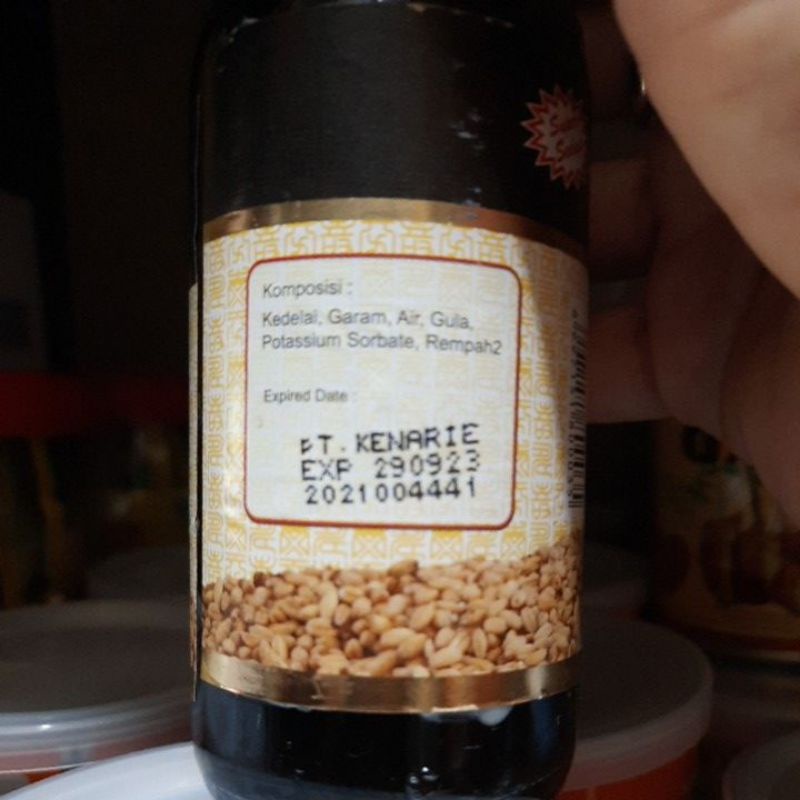 Komposisi :
Kedelai, Garam, Air, Gula,
Potassium Sorbate, Rempah2
Expired Date :
PT. KENARIE
EXP 290923
2021004441